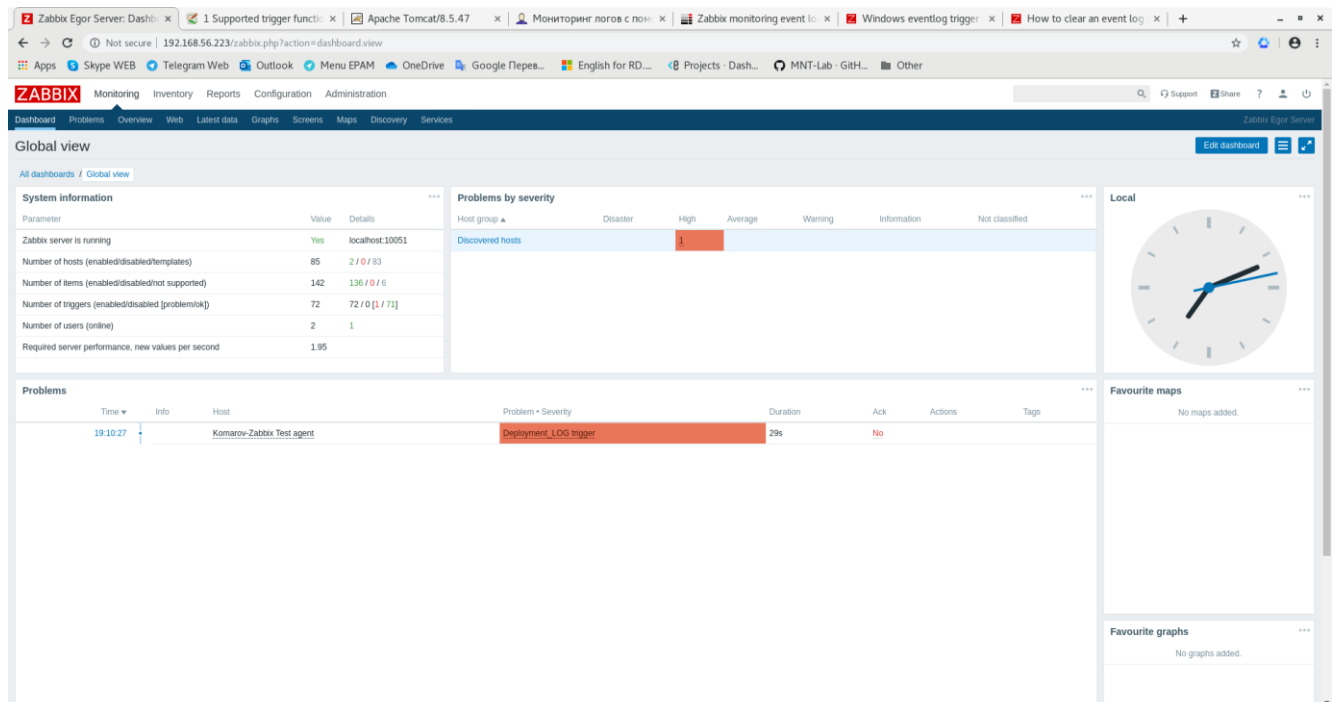 Zabbix Egor Server: Dashb 1 Supported trigger functio Apache Tomcat/8.5.47 Мониторинг логов с пом Zabbix monitoring event lo Windows eventlog trigger How to clear an event log
Not secure 192.168.56.223/zabbix.php?action=dashboard.view
Apps Skype WEB Telegram Web Outlook Menu EPAM OneDrive Google Перев... English for RD.... Projects · Dash... MNT-Lab · GitH... Other
ZABBIX Monitoring Inventory Reports Configuration Administration Support Share ?
Dashboard Problems Overview Web Latest data Graphs Screens Maps Discovery Services Zabbix Egor Server
Global view Edit dashboard
All dashboards / Global view
System information
Parameter Value Details
Zabbix server is running Yes localhost:10051
Number of hosts (enabled/disabled/templates) 85 2 / 0 / 83
Number of items (enabled/disabled/not supported) 142 136 / 0 / 6
Number of triggers (enabled/disabled [problem/ok]) 72 72 / 0 [1 / 71]
Number of users (online) 2 1
Required server performance, new values per second 1.95
Problems by severity
Host group Disaster High Average Warning Information Not classified
Discovered hosts 1
Local
Problems
Time Info Host Problem • Severity Duration Ack Actions Tags
19:10:27 Komarov-Zabbix Test agent Deployment_LOG trigger 29s No
Favourite maps
No maps added.
Favourite graphs
No graphs added.